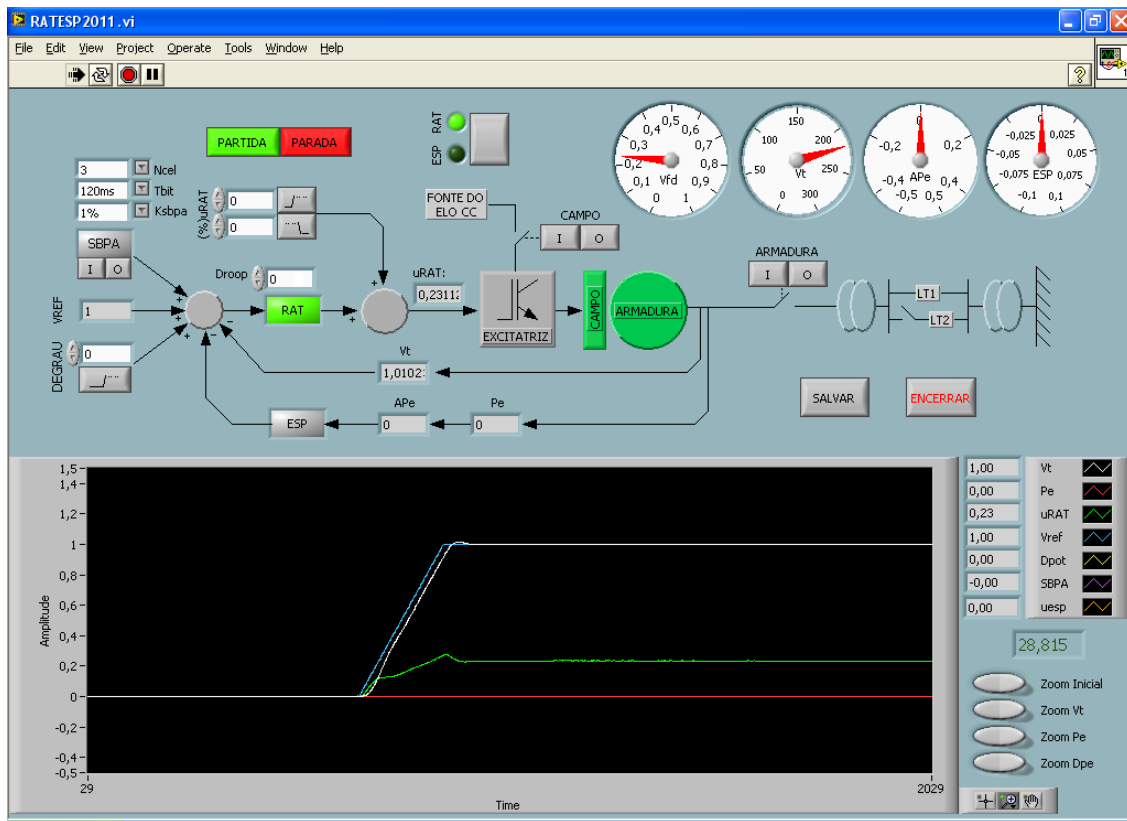 RATESP2011.vi
File Edit View Project Operate Tools Window Help
PARTIDA PARADA
RAT
ESP
3 Ncel
120ms Tbit
1% Ksbpa
(%)uRAT
0
0
SBPA
I O
VREF
1
DEGRAU
0
Droop 0
RAT
FONTE DO
ELO CC
CAMPO
I O
uRAT:
0,2311
EXCITATRIZ
CAMPO
ARMADURA
ARMADURA
I O
LT1
LT2
Vt
1,0102
APe
Pe
ESP
0
0
SALVAR
ENCERRAR
0 0,1 0,2 0,3 0,4 0,5 0,6 0,7 0,8 0,9 1
Vfd
0 50 100 150 200 250 300
Vt
-0,5 -0,4 -0,2 0 0,2 0,4 0,5
APe
-0,1 -0,075 -0,05 -0,025 0 0,025 0,05 0,075 0,1
ESP
1,5
1,4
1,2
1
0,8
0,6
0,4
0,2
0
-0,2
-0,4
-0,5
Amplitude
29
2029
Time
1,00 Vt
0,00 Pe
0,23 uRAT
1,00 Vref
0,00 Dpot
-0,00 SBPA
0,00 uesp
28,815
Zoom Inicial
Zoom Vt
Zoom Pe
Zoom Dpe